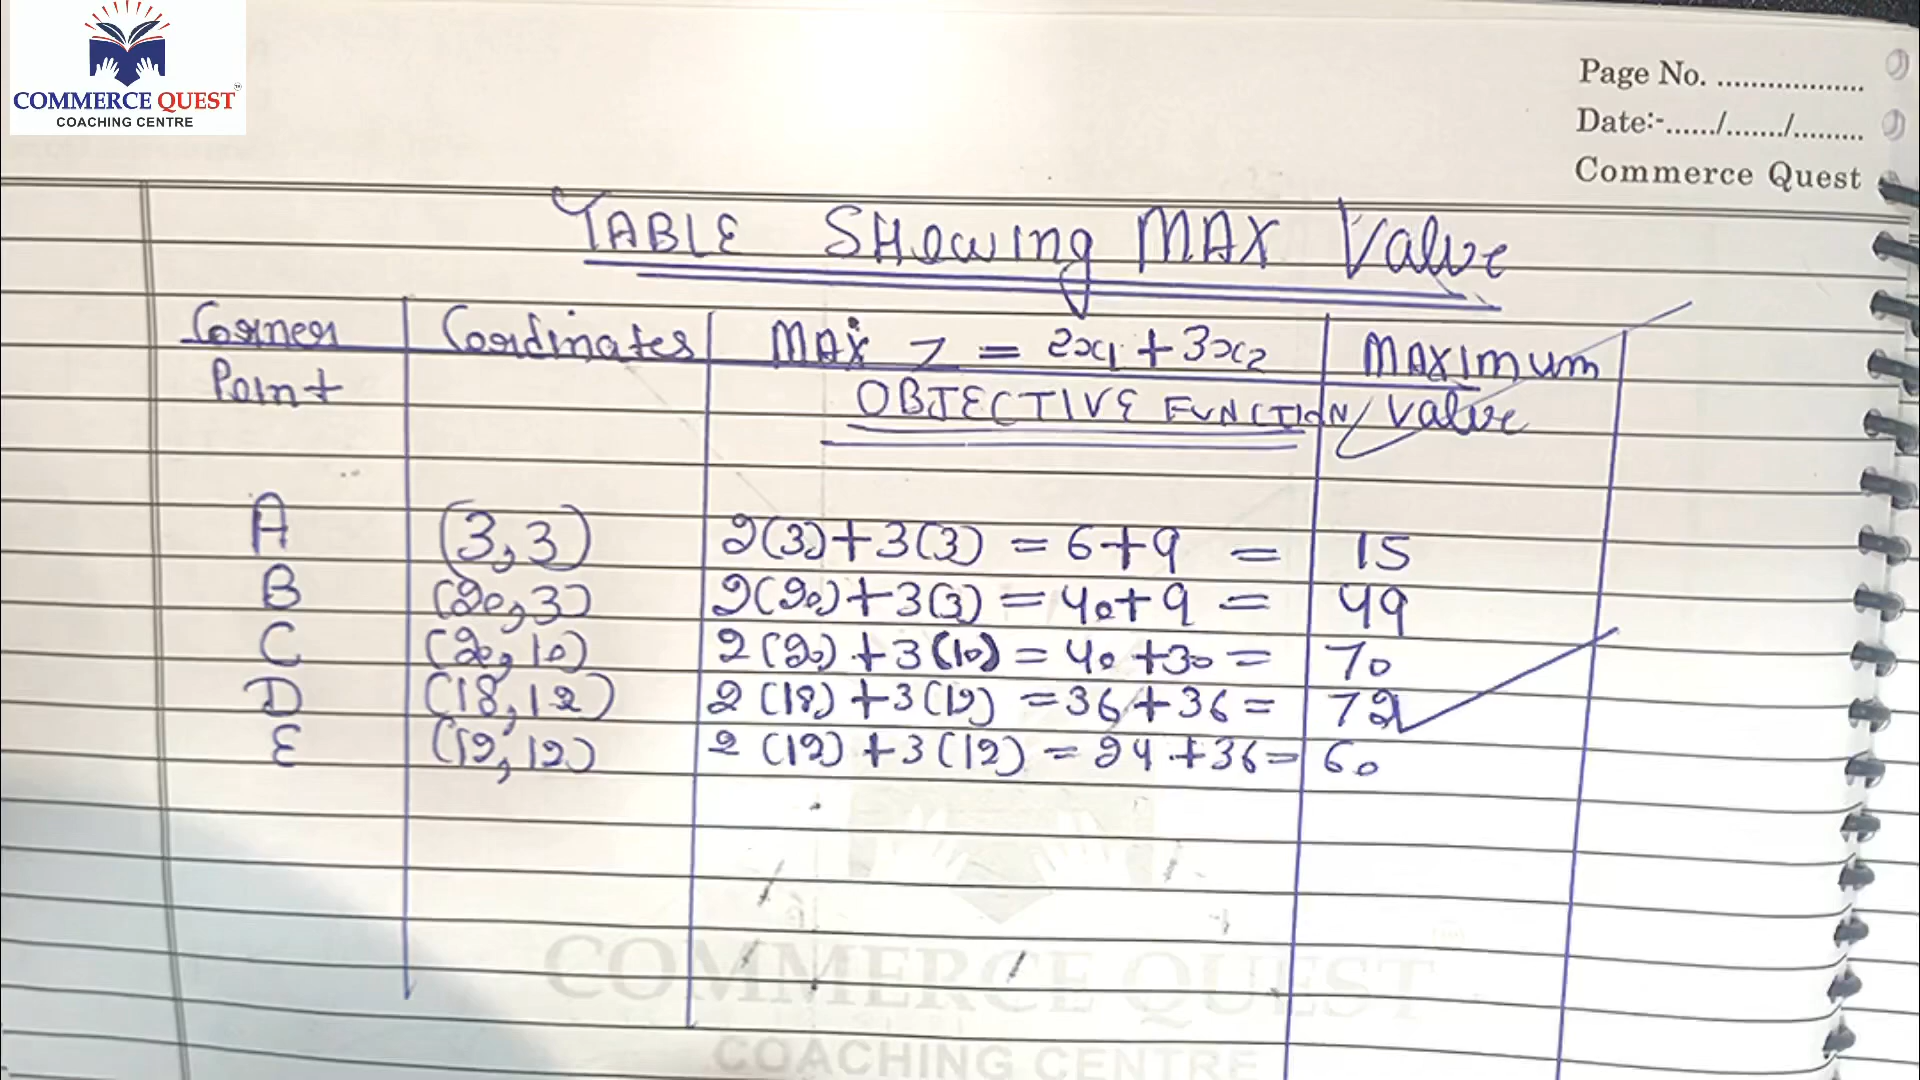 COMMERCE QUEST
COACHING CENTRE
Page No. ..................
Date:-....../......./.........
Commerce Quest
TABLE SHowing MAX Value
Corner Coordinates MAX Z = 2x1 + 3x2 MAXIMUM
Point OBJECTIVE FUNCTION Value
A (3,3) 2(3)+3(3) = 6+9 = 15
B (20,3) 2(20)+3(3) = 40+9 = 49
C (20,10) 2(20)+3(10) = 40+30 = 70
D (18,12) 2(18)+3(12) = 36+36 = 72
E (12,12) 2(12)+3(12) = 24+36 = 60
COMMERCE QUEST
COACHING CENTRE